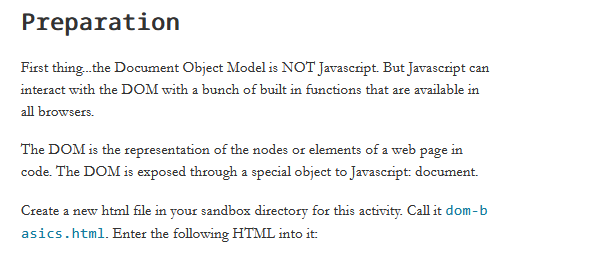 Preparation
First thing...the Document Object Model is NOT Javascript. But Javascript can
interact with the DOM with a bunch of built in functions that are available in
all browsers.
The DOM is the representation of the nodes or elements of a web page in
code. The DOM is exposed through a special object to Javascript: document.
Create a new html file in your sandbox directory for this activity. Call it dom-b
asics.html. Enter the following HTML into it: